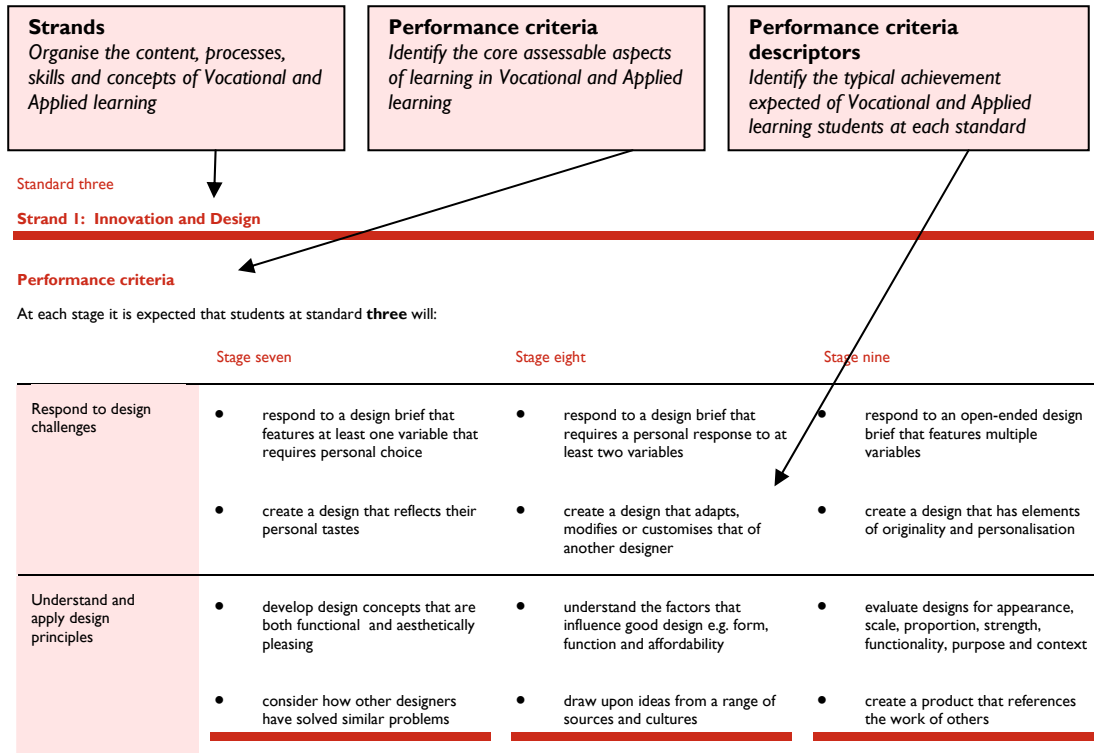 Strands
Organise the content, processes,
skills and concepts of Vocational and
Applied learning
Performance criteria
Identify the core assessable aspects
of learning in Vocational and Applied
learning
Performance criteria
descriptors
Identify the typical achievement
expected of Vocational and Applied
learning students at each standard
Standard three
Strand 1: Innovation and Design
Performance criteria
At each stage it is expected that students at standard three will:
Stage seven
Stage eight
Stage nine
Respond to design
challenges
• respond to a design brief that
features at least one variable that
requires personal choice
• create a design that reflects their
personal tastes
• respond to a design brief that
requires a personal response to at
least two variables
• create a design that adapts,
modifies or customises that of
another designer
• respond to an open-ended design
brief that features multiple
variables
• create a design that has elements
of originality and personalisation
Understand and
apply design
principles
• develop design concepts that are
both functional and aesthetically
pleasing
• consider how other designers
have solved similar problems
• understand the factors that
influence good design e.g. form,
function and affordability
• draw upon ideas from a range of
sources and cultures
• evaluate designs for appearance,
scale, proportion, strength,
functionality, purpose and context
• create a product that references
the work of others